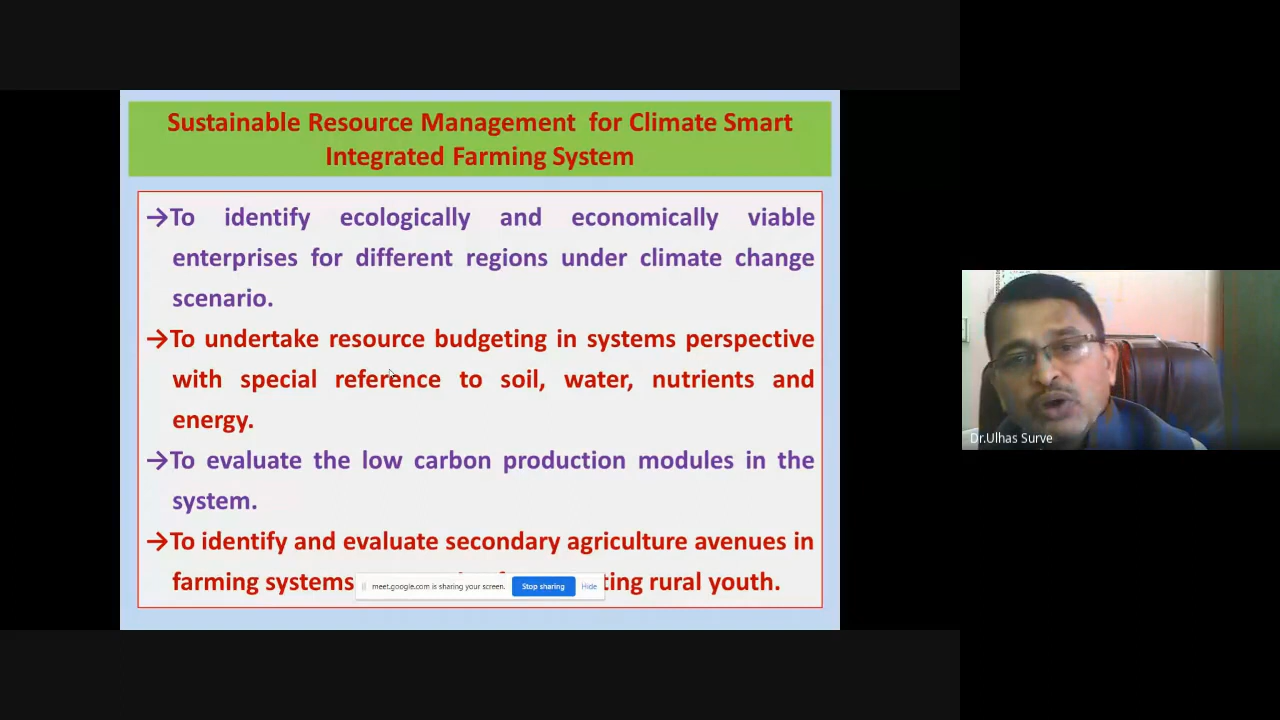 Sustainable Resource Management for Climate Smart
Integrated Farming System
→To identify ecologically and economically viable
enterprises for different regions under climate change
scenario.
→To undertake resource budgeting in systems perspective
with special reference to soil, water, nutrients and
energy.
→To evaluate the low carbon production modules in the
system.
→To identify and evaluate secondary agriculture avenues in
farming systems ting rural youth.
meet.google.com is sharing your screen. Stop sharing Hide
Dr.Ulhas Surve